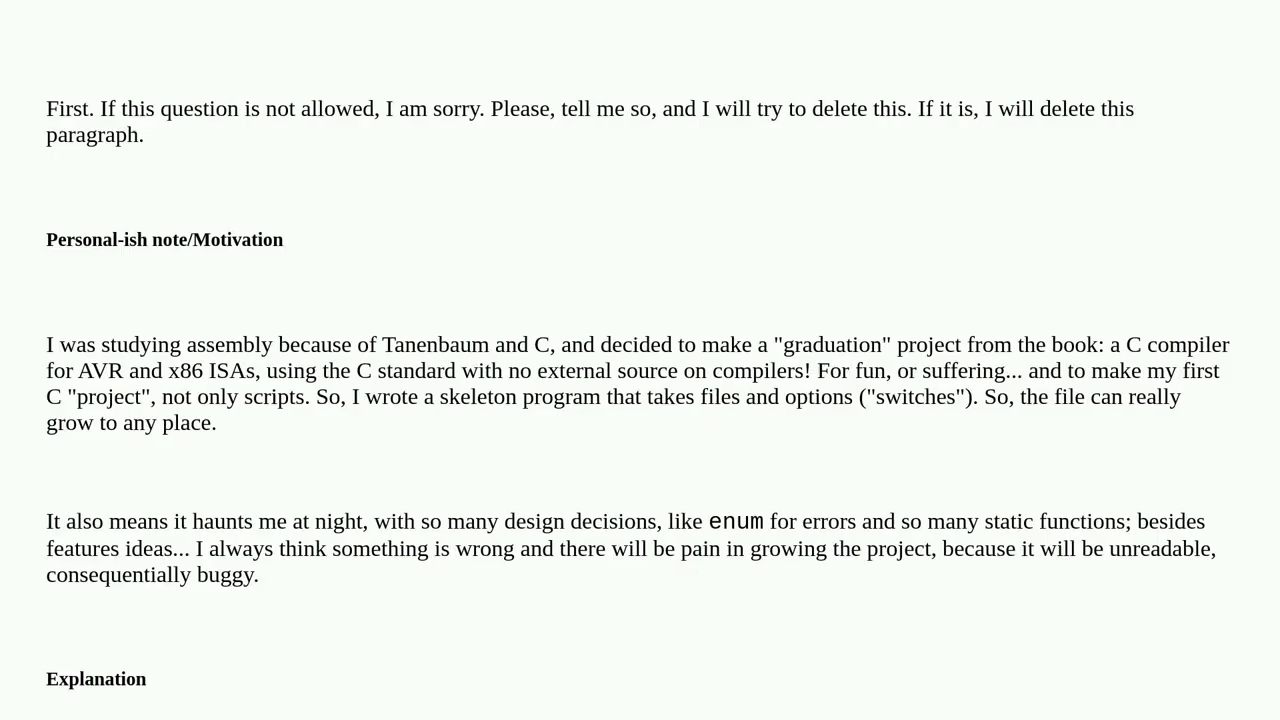 First. If this question is not allowed, I am sorry. Please, tell me so, and I will try to delete this. If it is, I will delete this
paragraph.
Personal-ish note/Motivation
I was studying assembly because of Tanenbaum and C, and decided to make a "graduation" project from the book: a C compiler
for AVR and x86 ISAs, using the C standard with no external source on compilers! For fun, or suffering... and to make my first
C "project", not only scripts. So, I wrote a skeleton program that takes files and options ("switches"). So, the file can really
grow to any place.
It also means it haunts me at night, with so many design decisions, like enum for errors and so many static functions; besides
features ideas... I always think something is wrong and there will be pain in growing the project, because it will be unreadable,
consequentially buggy.
Explanation